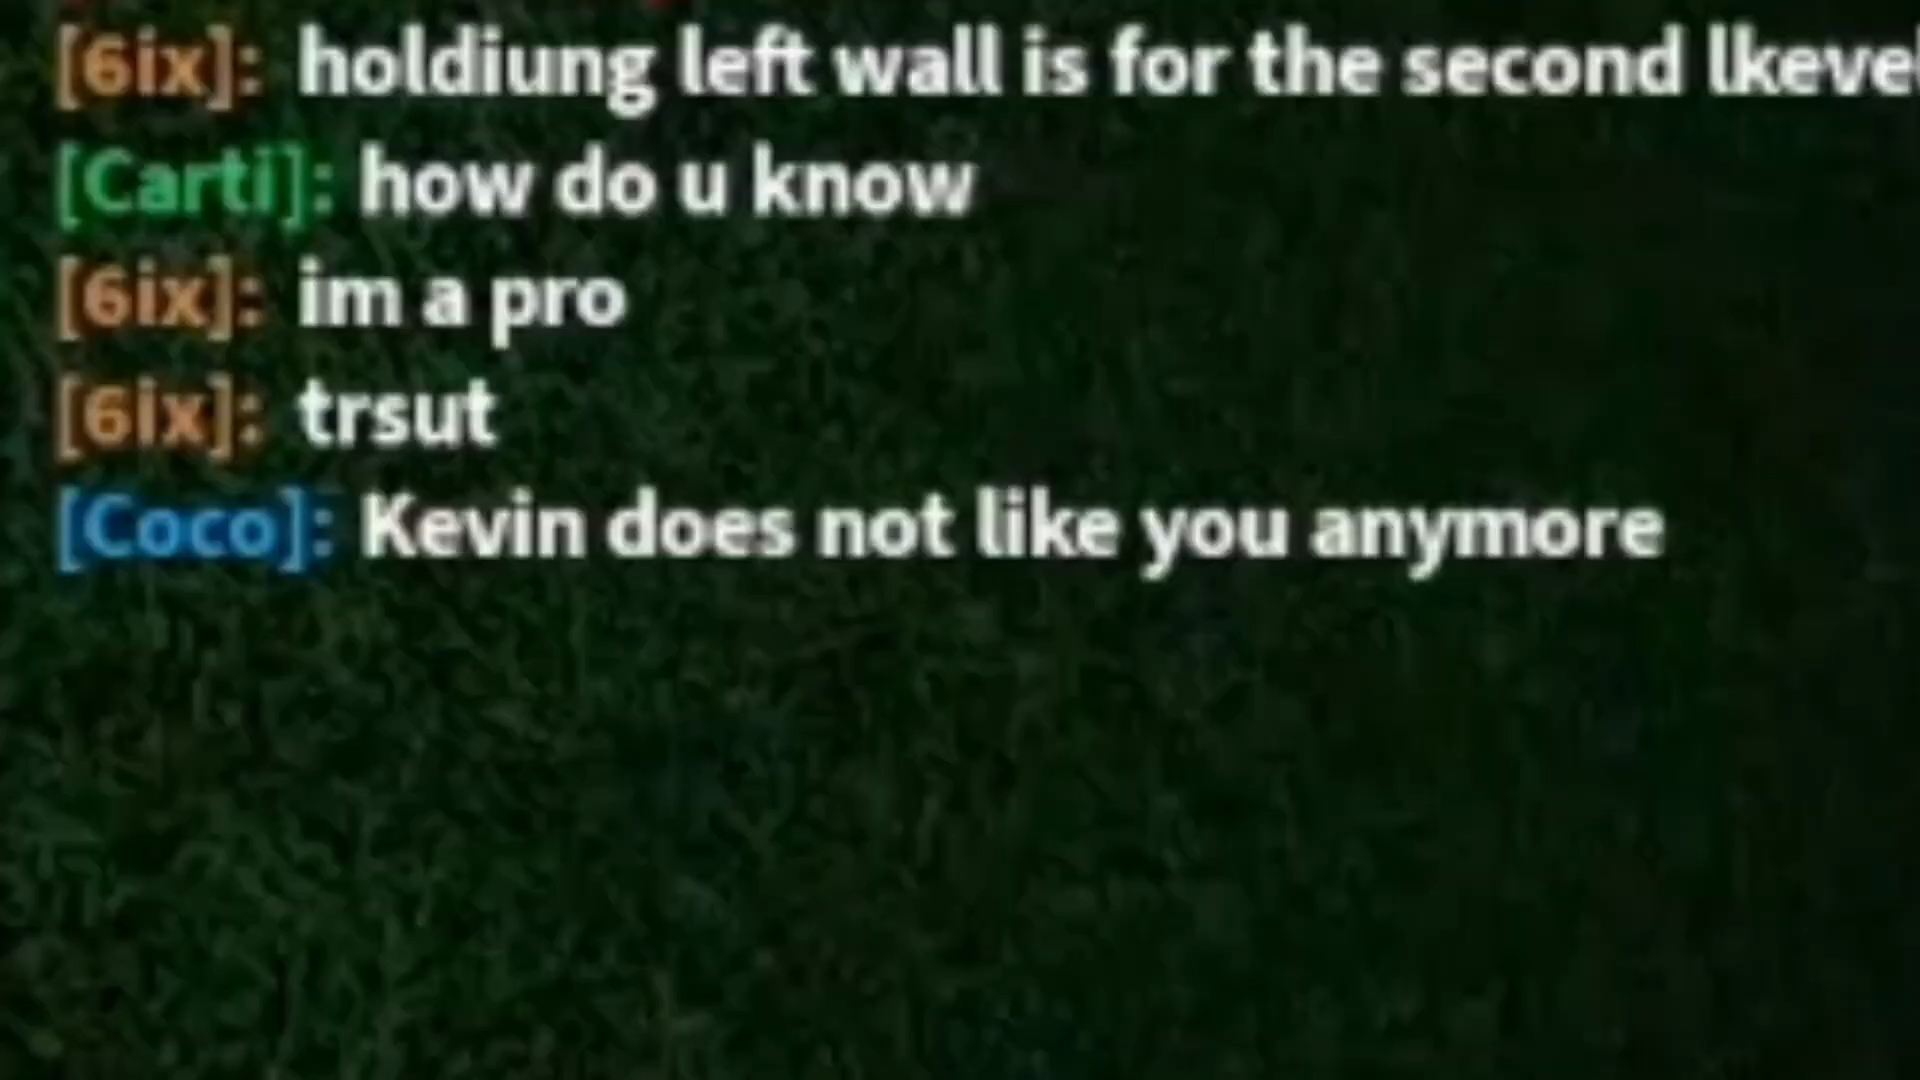 [6ix]: holdiung left wall is for the second lkevel
[Carti]: how do u know
[6ix]: im a pro
[6ix]: trsut
[Coco]: Kevin does not like you anymore